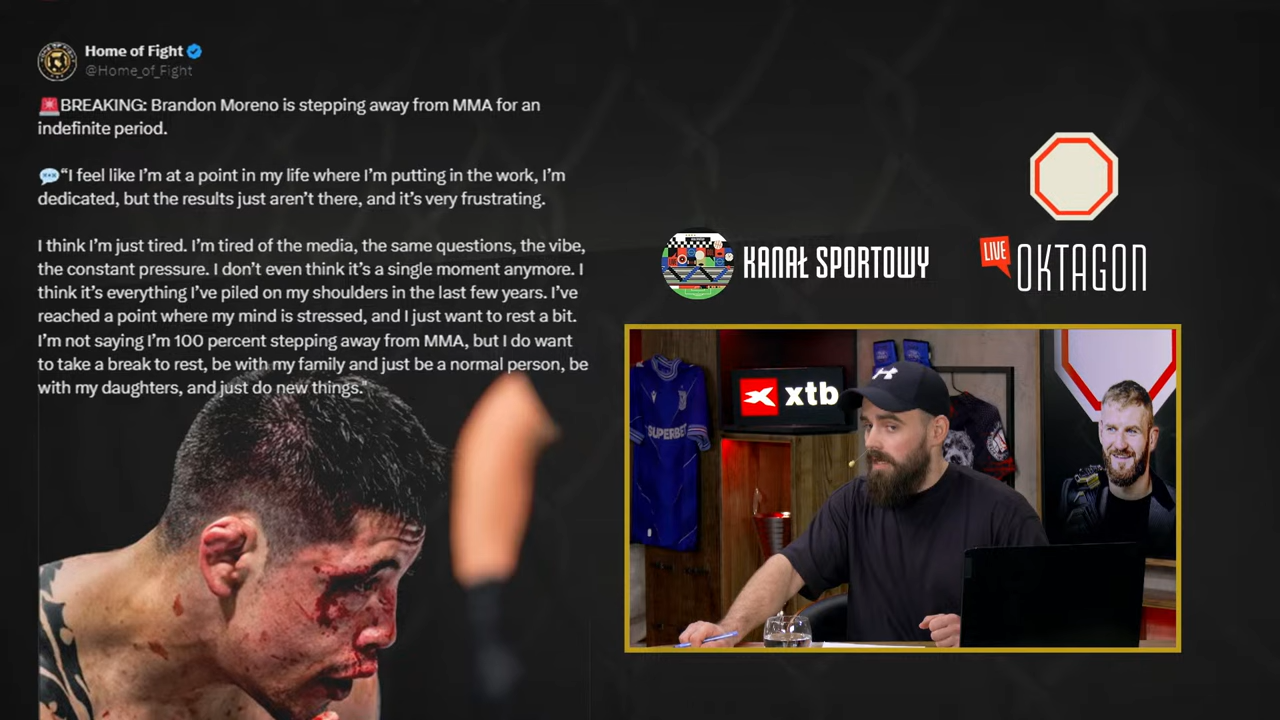 Home of Fight
@Home_of_Fight
🚨BREAKING: Brandon Moreno is stepping away from MMA for an
indefinite period.
💬“I feel like I’m at a point in my life where I’m putting in the work, I’m
dedicated, but the results just aren’t there, and it’s very frustrating.
I think I’m just tired. I’m tired of the media, the same questions, the vibe,
the constant pressure. I don’t even think it’s a single moment anymore. I
think it’s everything I’ve piled on my shoulders in the last few years. I’ve
reached a point where my mind is stressed, and I just want to rest a bit.
I’m not saying I’m 100 percent stepping away from MMA, but I do want
to take a break to rest, be with my family and just be a normal person, be
with my daughters, and just do new things.”
KANAŁ SPORTOWY
LIVE
OKTAGON
SUPERBET
xtb